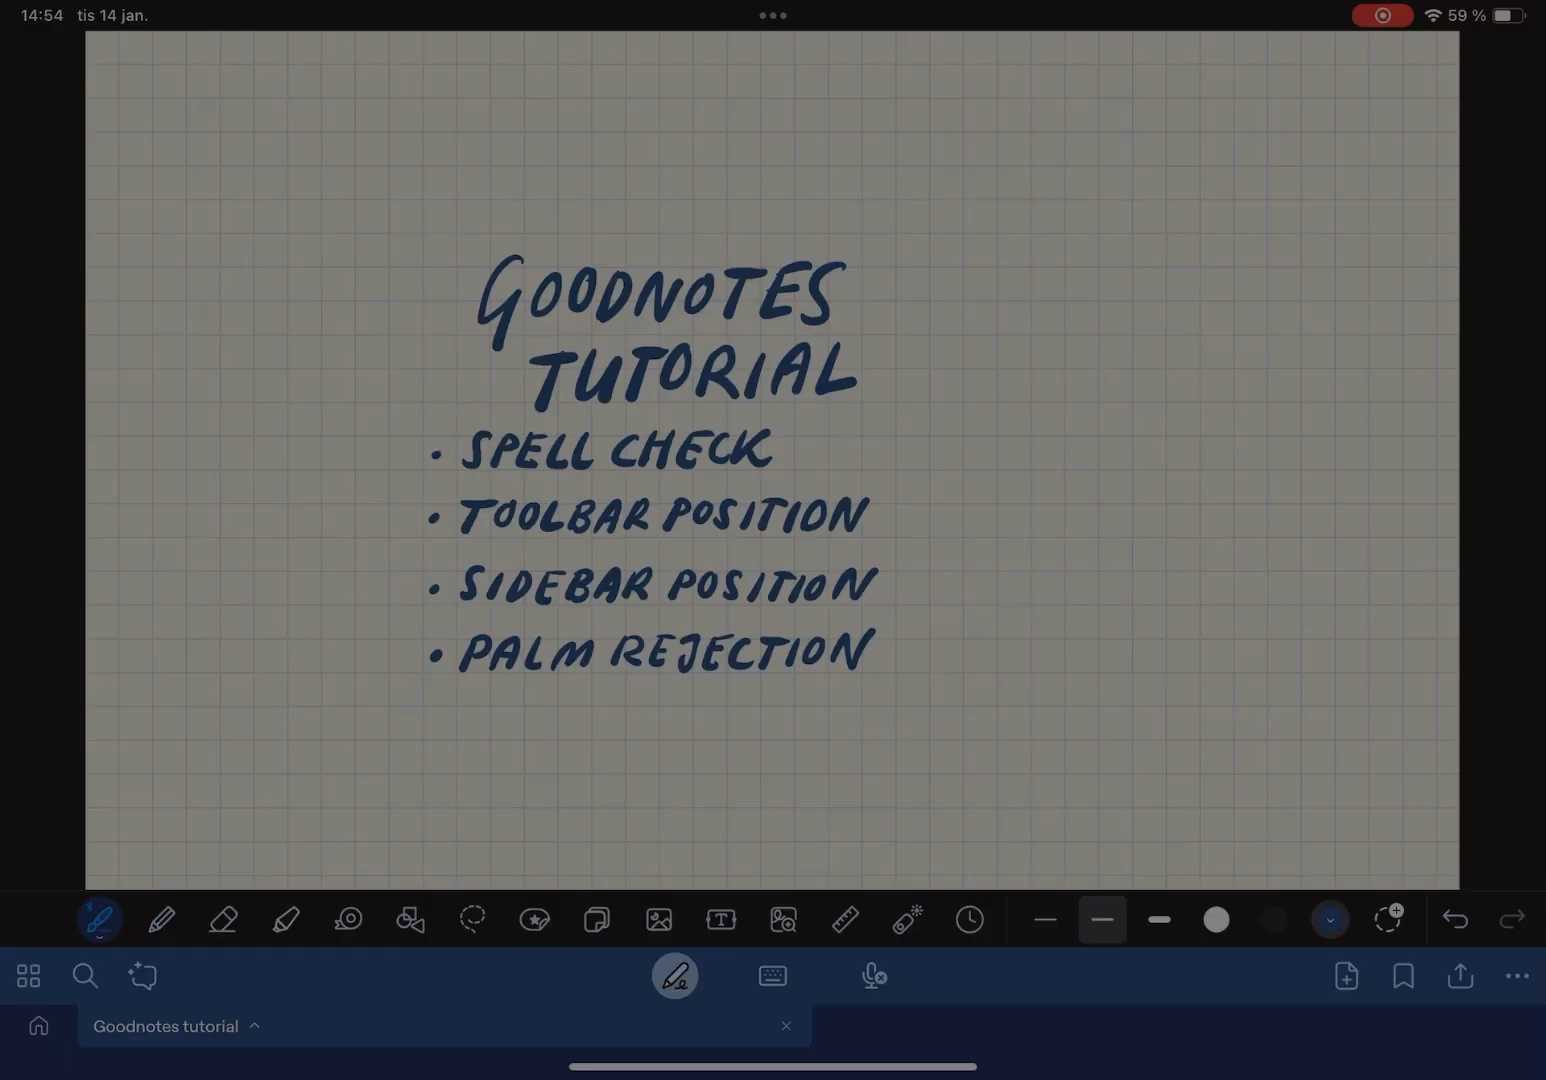 14:54 tis 14 jan.
59 %
GOODNOTES
TUTORIAL
• SPELL CHECK
• TOOLBAR POSITION
• SIDEBAR POSITION
• PALM REJECTION
Goodnotes tutorial